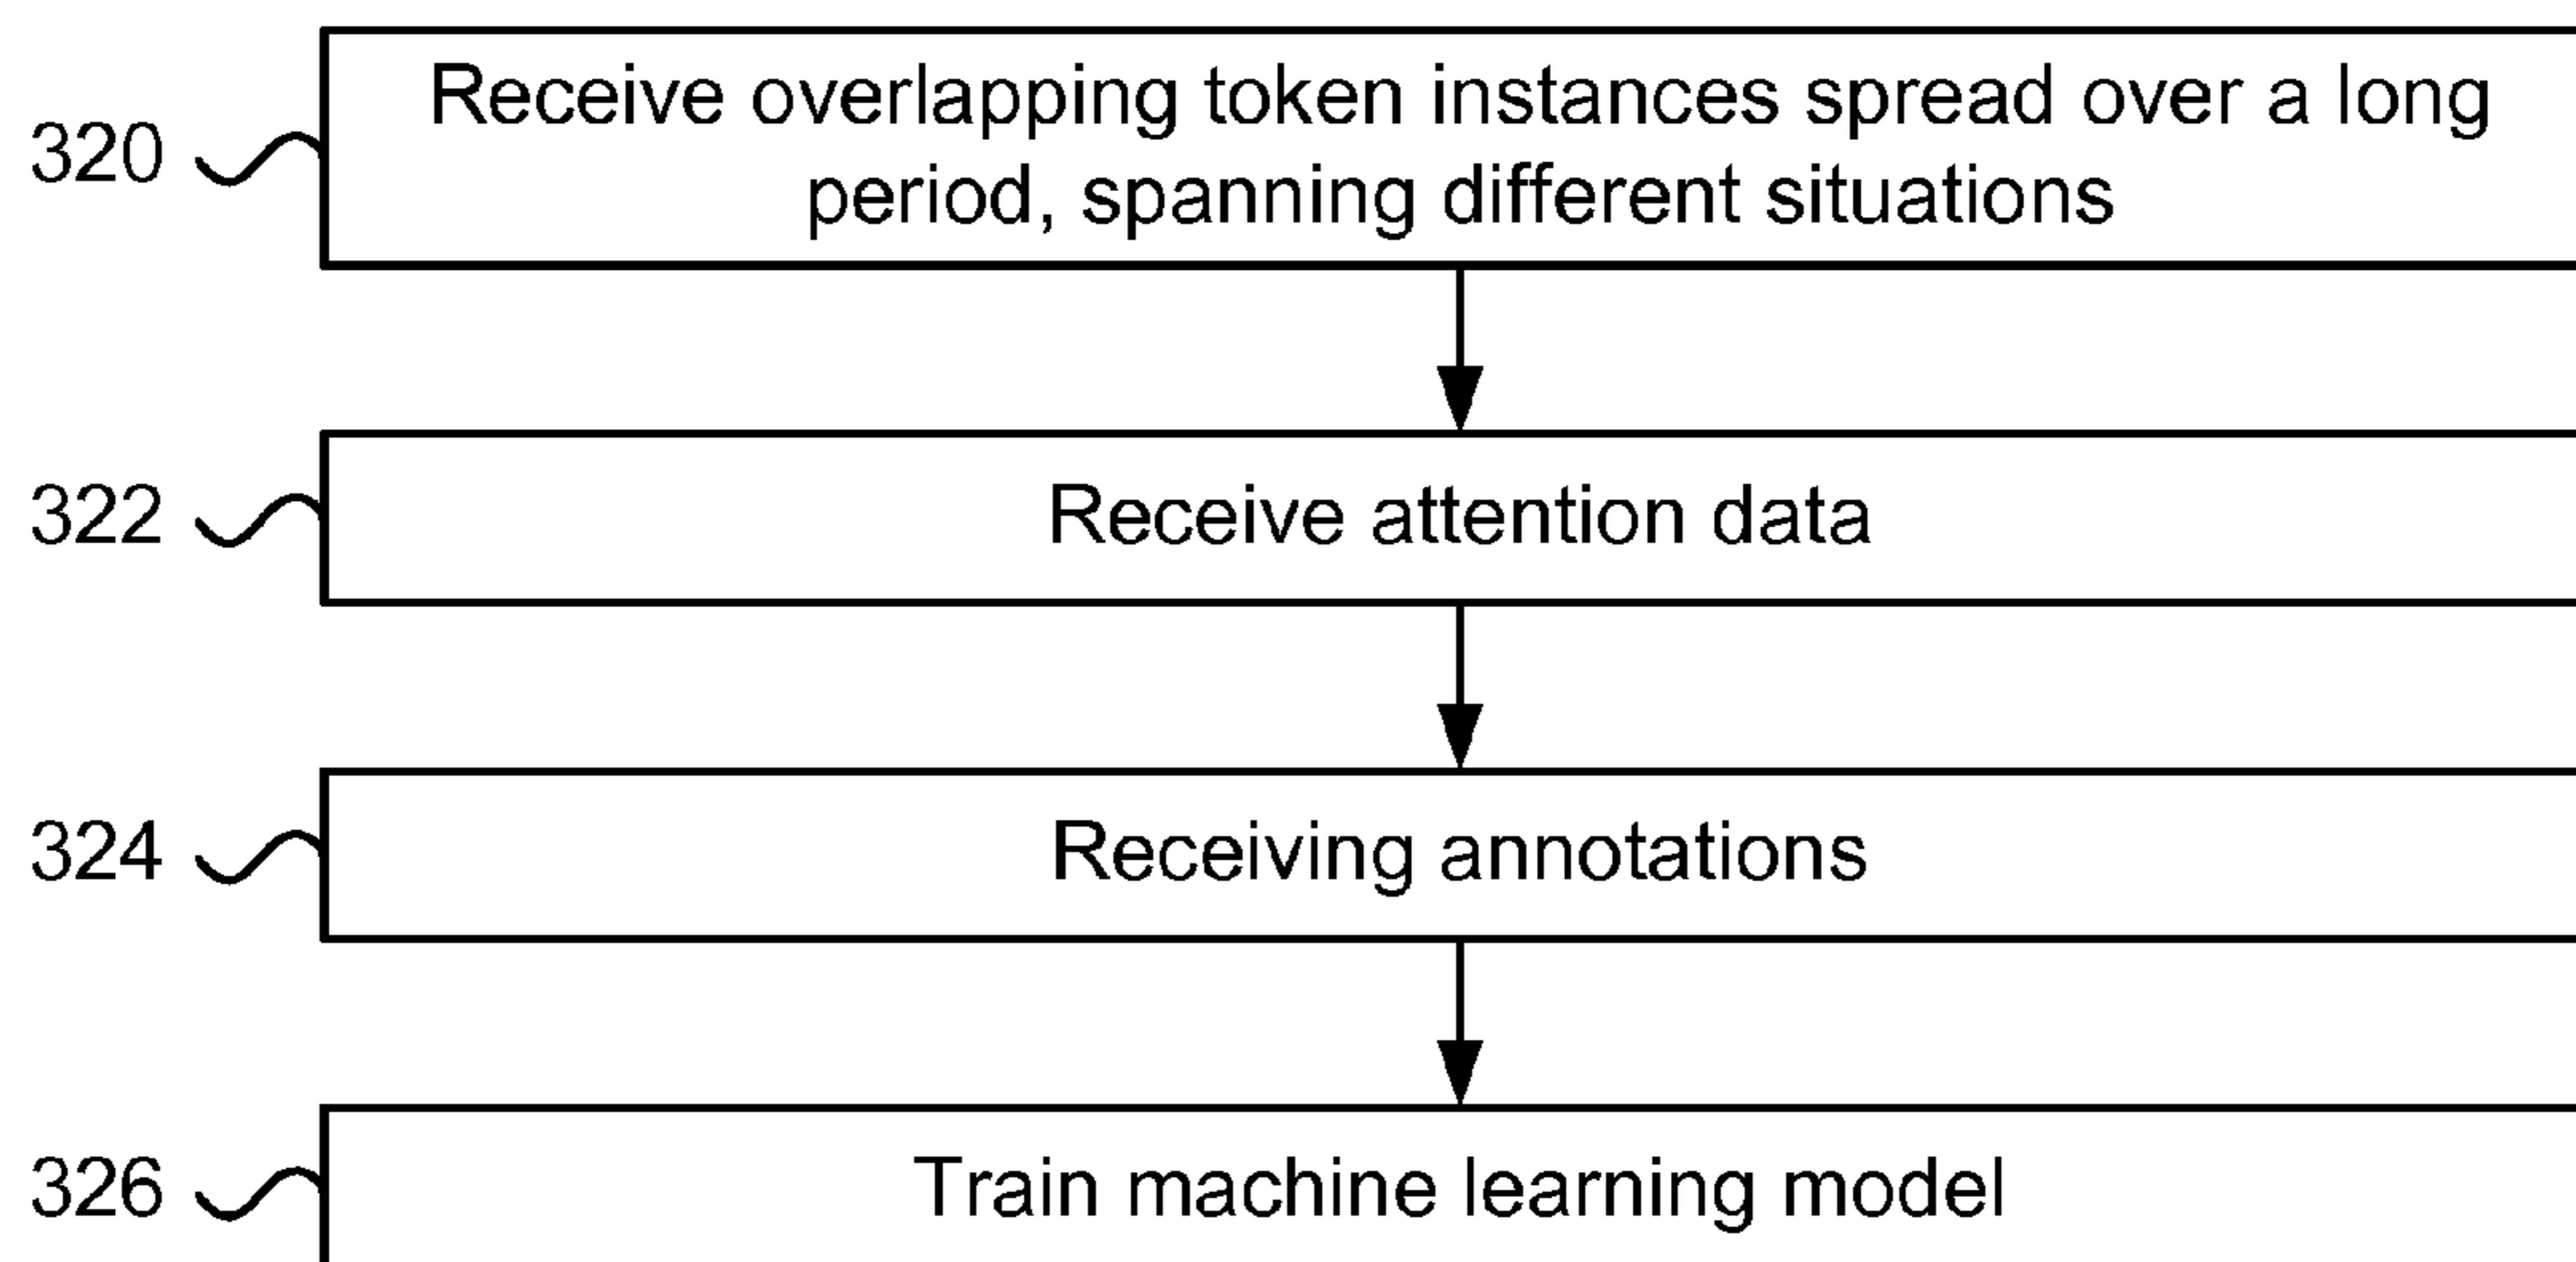 320
Receive overlapping token instances spread over a long
period, spanning different situations
322
Receive attention data
324
Receiving annotations
326
Train machine learning model